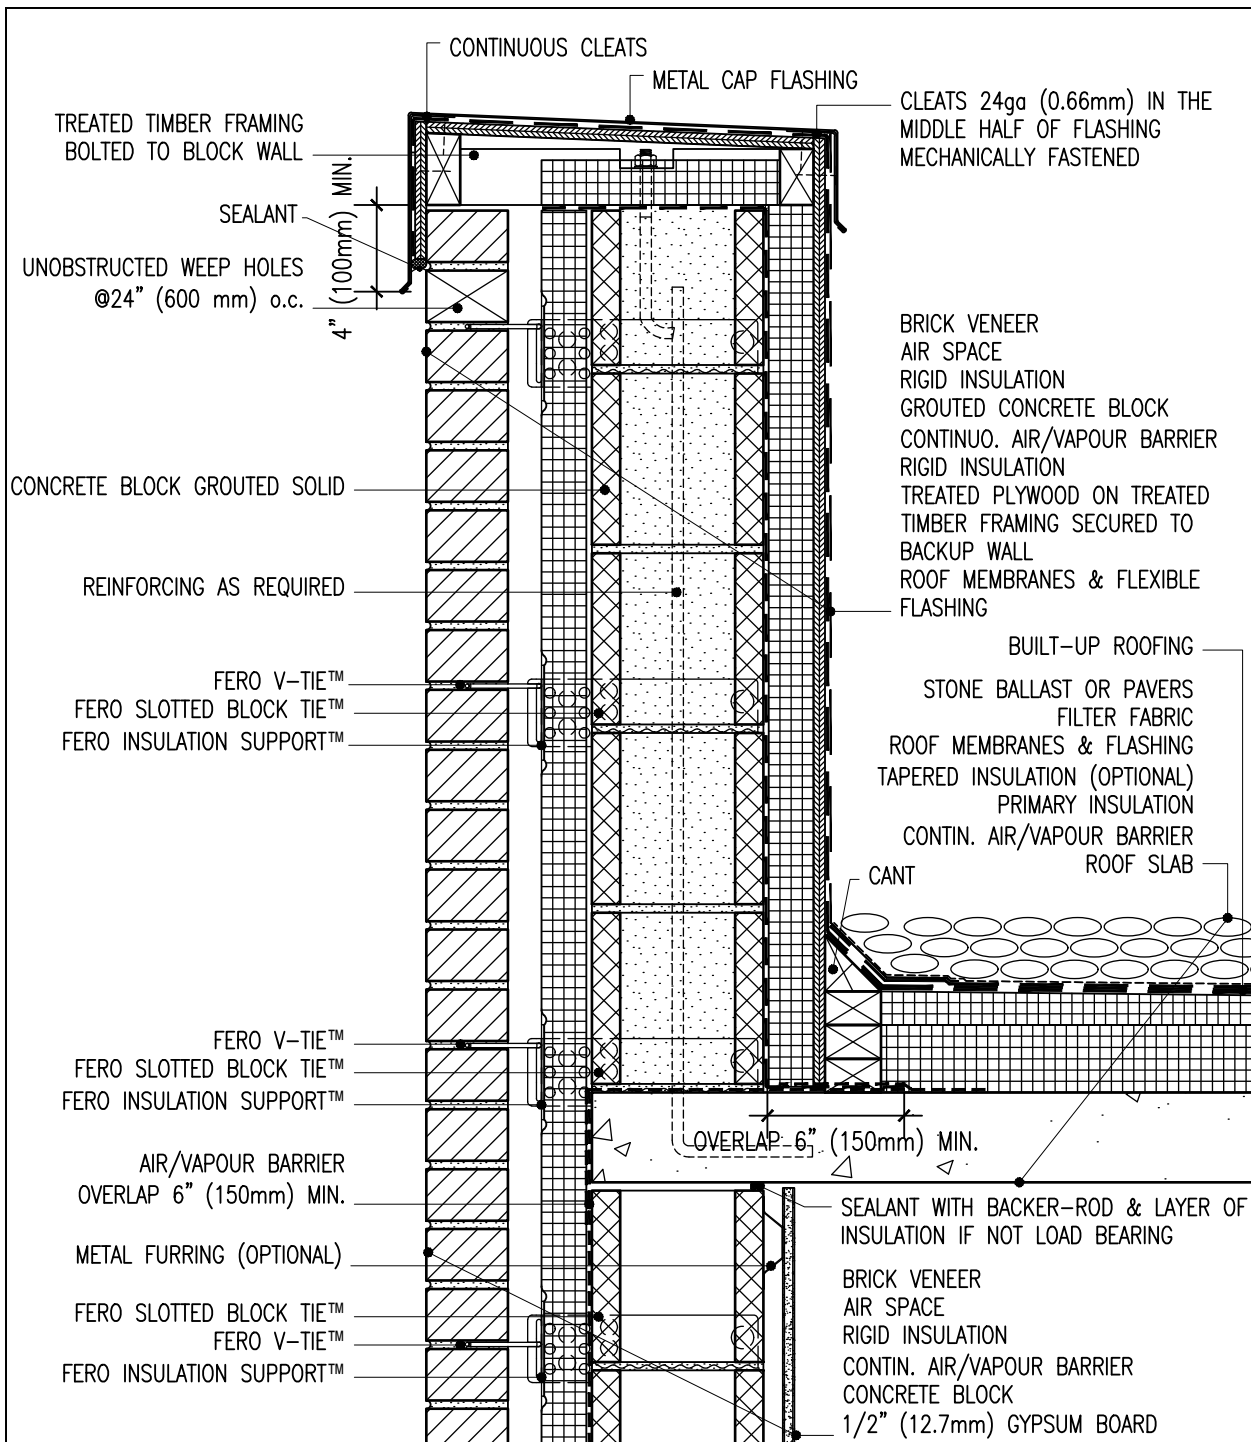 CONTINUOUS CLEATS
METAL CAP FLASHING
CLEATS 24ga (0.66mm) IN THE
MIDDLE HALF OF FLASHING
MECHANICALLY FASTENED
TREATED TIMBER FRAMING
BOLTED TO BLOCK WALL
SEALANT
UNOBSTRUCTED WEEP HOLES
@24” (600 mm) o.c.
4” (100mm) MIN.
BRICK VENEER
AIR SPACE
RIGID INSULATION
GROUTED CONCRETE BLOCK
CONTINUO. AIR/VAPOUR BARRIER
RIGID INSULATION
TREATED PLYWOOD ON TREATED
TIMBER FRAMING SECURED TO
BACKUP WALL
ROOF MEMBRANES & FLEXIBLE
FLASHING
CONCRETE BLOCK GROUTED SOLID
REINFORCING AS REQUIRED
BUILT-UP ROOFING
STONE BALLAST OR PAVERS
FILTER FABRIC
ROOF MEMBRANES & FLASHING
TAPERED INSULATION (OPTIONAL)
PRIMARY INSULATION
CONTIN. AIR/VAPOUR BARRIER
ROOF SLAB
FERO V-TIE™
FERO SLOTTED BLOCK TIE™
FERO INSULATION SUPPORT™
CANT
FERO V-TIE™
FERO SLOTTED BLOCK TIE™
FERO INSULATION SUPPORT™
OVERLAP 6” (150mm) MIN.
AIR/VAPOUR BARRIER
OVERLAP 6” (150mm) MIN.
METAL FURRING (OPTIONAL)
SEALANT WITH BACKER-ROD & LAYER OF
INSULATION IF NOT LOAD BEARING
FERO SLOTTED BLOCK TIE™
FERO V-TIE™
FERO INSULATION SUPPORT™
BRICK VENEER
AIR SPACE
RIGID INSULATION
CONTIN. AIR/VAPOUR BARRIER
CONCRETE BLOCK
1/2” (12.7mm) GYPSUM BOARD